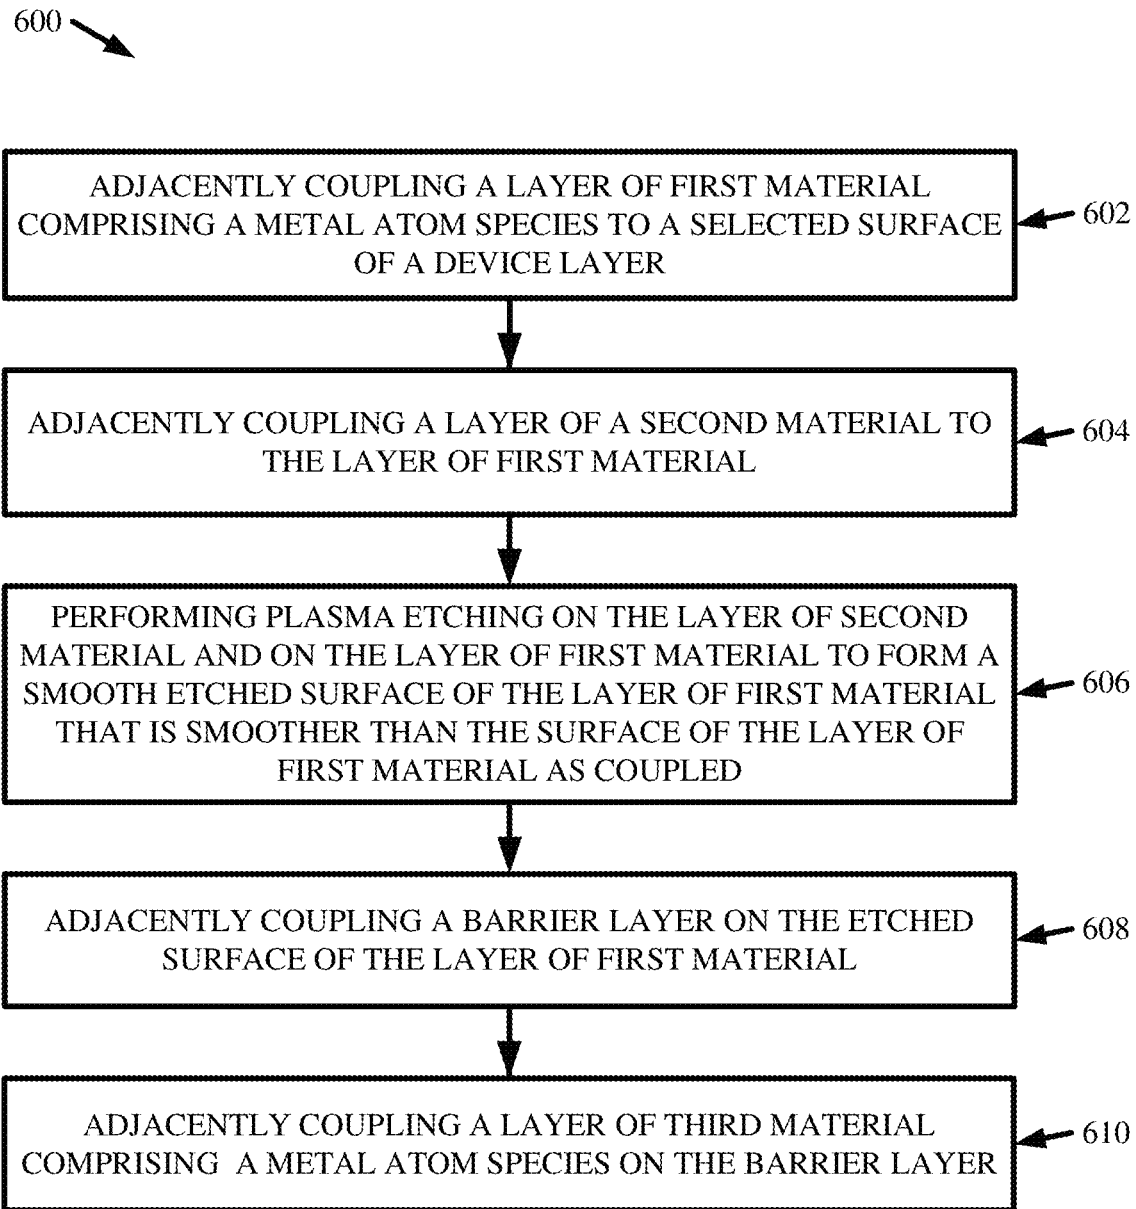 600
ADJACENTLY COUPLING A LAYER OF FIRST MATERIAL
COMPRISING A METAL ATOM SPECIES TO A SELECTED SURFACE
OF A DEVICE LAYER
602
ADJACENTLY COUPLING A LAYER OF A SECOND MATERIAL TO
THE LAYER OF FIRST MATERIAL
604
PERFORMING PLASMA ETCHING ON THE LAYER OF SECOND
MATERIAL AND ON THE LAYER OF FIRST MATERIAL TO FORM A
SMOOTH ETCHED SURFACE OF THE LAYER OF FIRST MATERIAL
THAT IS SMOOTHER THAN THE SURFACE OF THE LAYER OF
FIRST MATERIAL AS COUPLED
606
ADJACENTLY COUPLING A BARRIER LAYER ON THE ETCHED
SURFACE OF THE LAYER OF FIRST MATERIAL
608
ADJACENTLY COUPLING A LAYER OF THIRD MATERIAL
COMPRISING A METAL ATOM SPECIES ON THE BARRIER LAYER
610